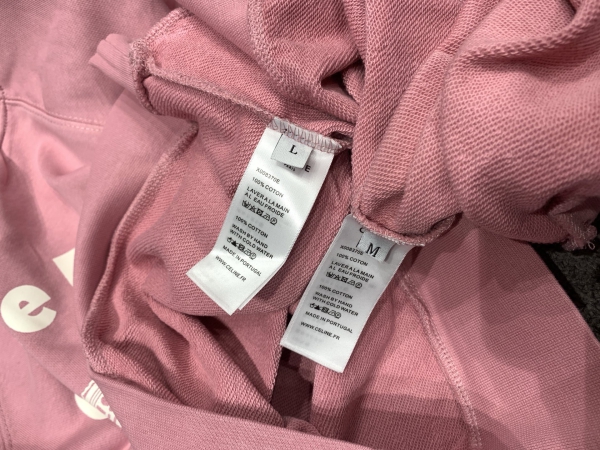 L
100% COTON
LAVER A LA MAIN
A L EAU FROIDE
100% COTTON
WASH BY HAND
WITH COLD WATER
MADE IN PORTUGAL
WWW.CELINE.FR
M
100% COTON
LAVER A LA MAIN
A L EAU FROIDE
100% COTTON
WASH BY HAND
WITH COLD WATER
MADE IN PORTUGAL
WWW.CELINE.FR
e